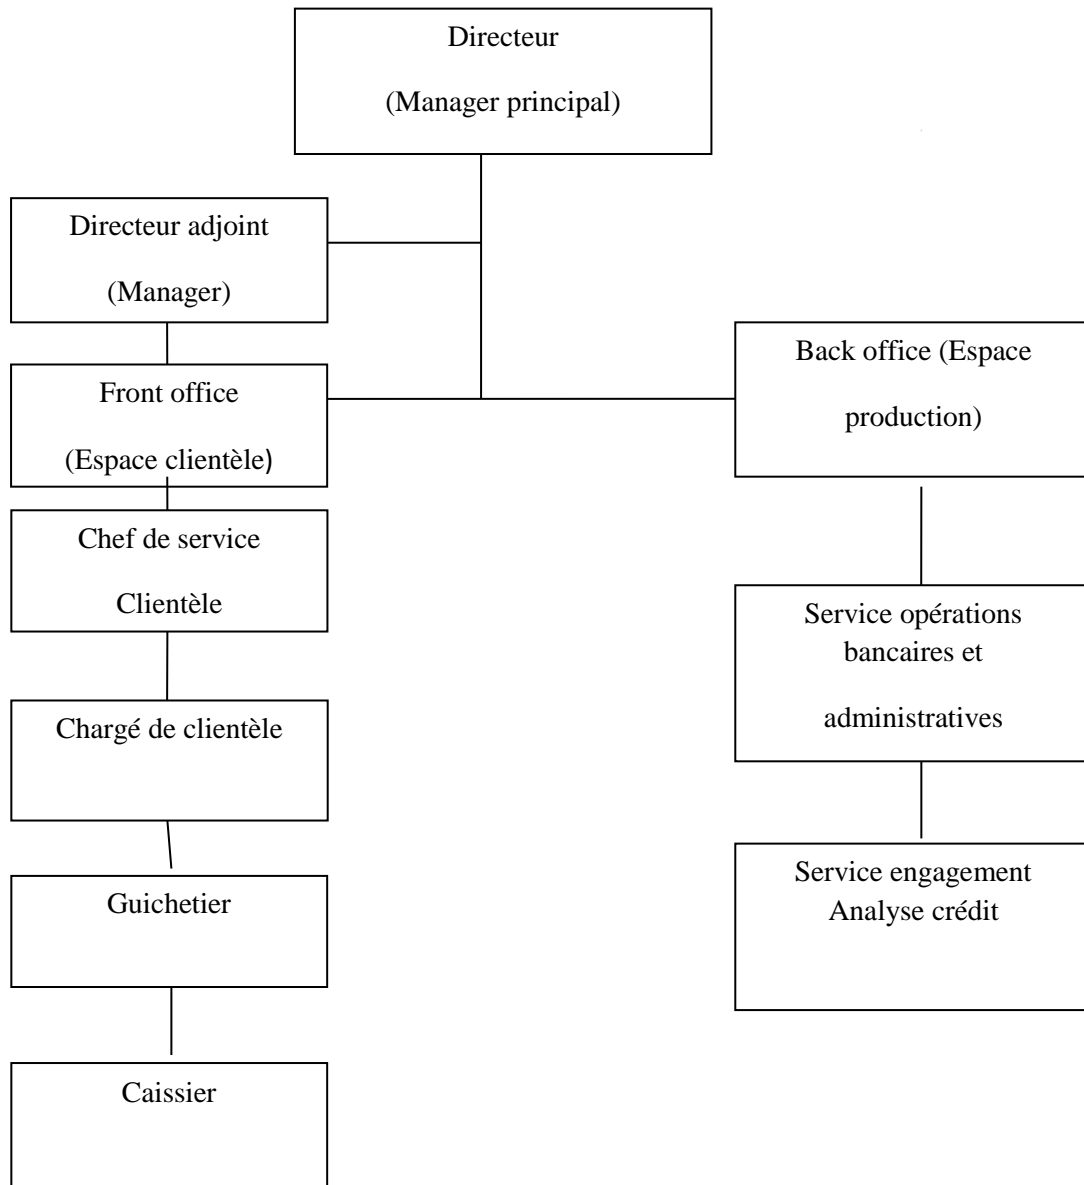 Directeur
(Manager principal)
Directeur adjoint
(Manager)
Front office
(Espace clientèle)
Chef de service
Clientèle
Chargé de clientèle
Guichetier
Caissier
Back office (Espace
production)
Service opérations
bancaires et
administratives
Service engagement
Analyse crédit